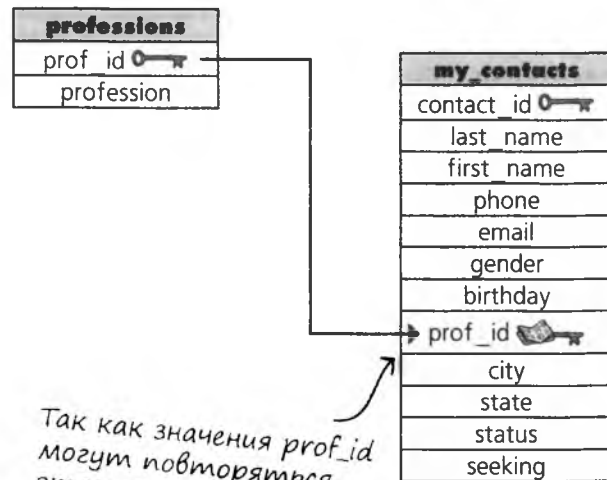 professions
prof_id
profession
my_contacts
contact_id
last_name
first_name
phone
email
gender
birthday
prof_id
city
state
status
seeking
Так как значения prof_id
могут повторяться